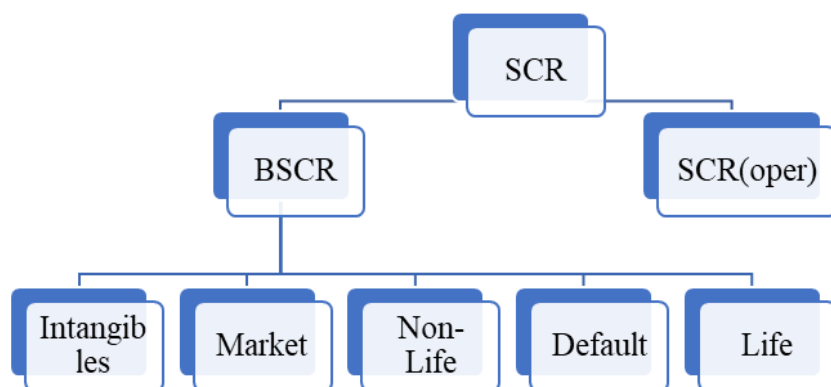 SCR
BSCR
SCR(oper)
Intangib
les
Market
Non-
Life
Default
Life